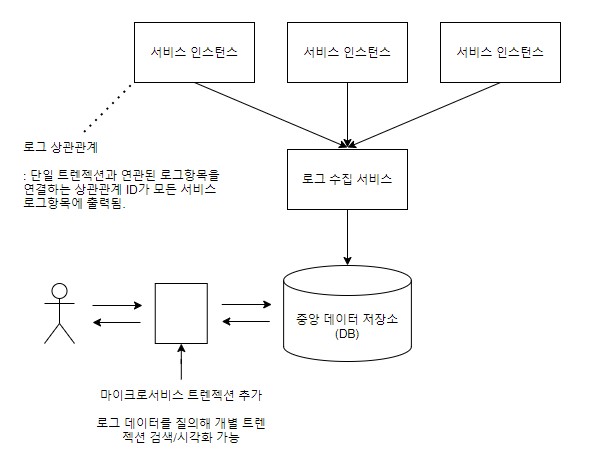 서비스 인스턴스
서비스 인스턴스
서비스 인스턴스
로그 상관관계
: 단일 트렌젝션과 연관된 로그항목을
연결하는 상관관계 ID가 모든 서비스
로그항목에 출력됨.
로그 수집 서비스
중앙 데이터 저장소
(DB)
마이크로서비스 트렌젝션 추가
로그 데이터를 질의해 개별 트렌
젝션 검색/시각화 가능